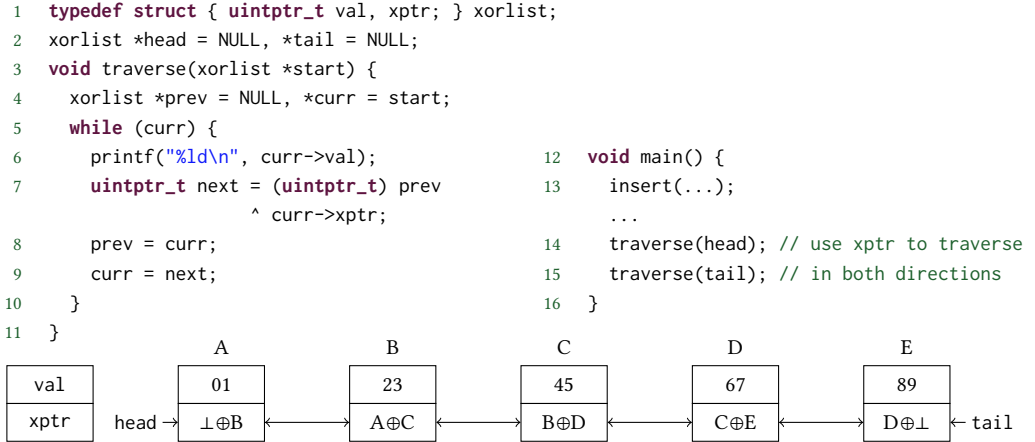 1 typedef struct { uintptr_t val, xptr; } xorlist;
2 xorlist *head = NULL, *tail = NULL;
3 void traverse(xorlist *start) {
4 xorlist *prev = NULL, *curr = start;
5 while (curr) {
6 printf("%ld\n", curr->val);
7 uintptr_t next = (uintptr_t) prev
^ curr->xptr;
8 prev = curr;
9 curr = next;
10 }
11 }
12 void main() {
13 insert(...);
...
14 traverse(head); // use xptr to traverse
15 traverse(tail); // in both directions
16 }
A B C D E
val 01 23 45 67 89
xptr head ⊥⊕B A⊕C B⊕D C⊕E D⊕⊥ tail